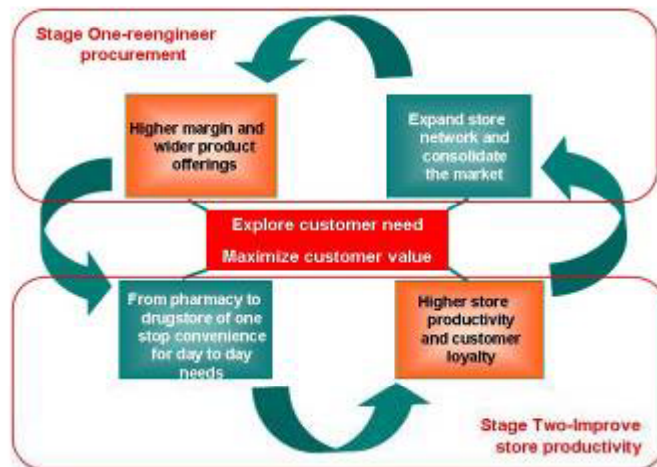 Stage One-reengineer
procurement
Higher margin and
wider product
offerings
Expand store
network and
consolidate
the market
Explore customer need
Maximize customer value
From pharmacy to
drugstore of one
stop convenience
for day to day
needs
Higher store
productivity
and customer
loyalty
Stage Two-Improve
store productivity